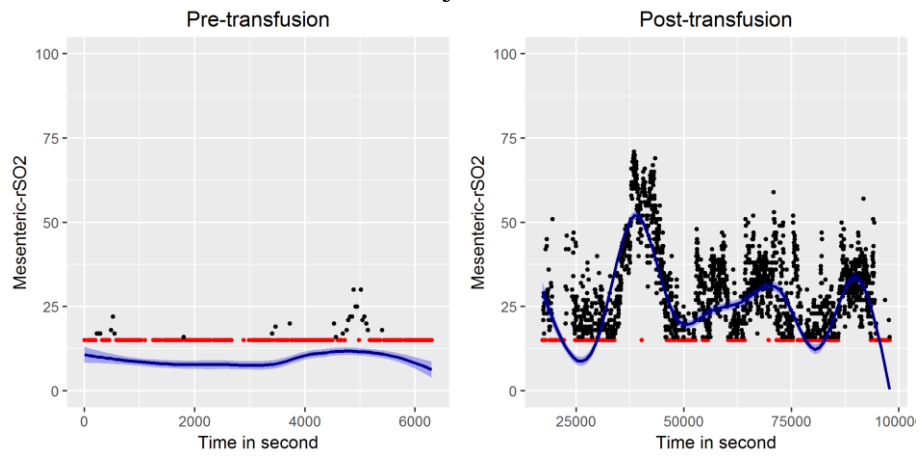 Pre-transfusion
Mesenteric-rSO2
100
75
50
25
0
0
2000
4000
6000
Time in second
Post-transfusion
Mesenteric-rSO2
100
75
50
25
0
25000
50000
75000
Time in second